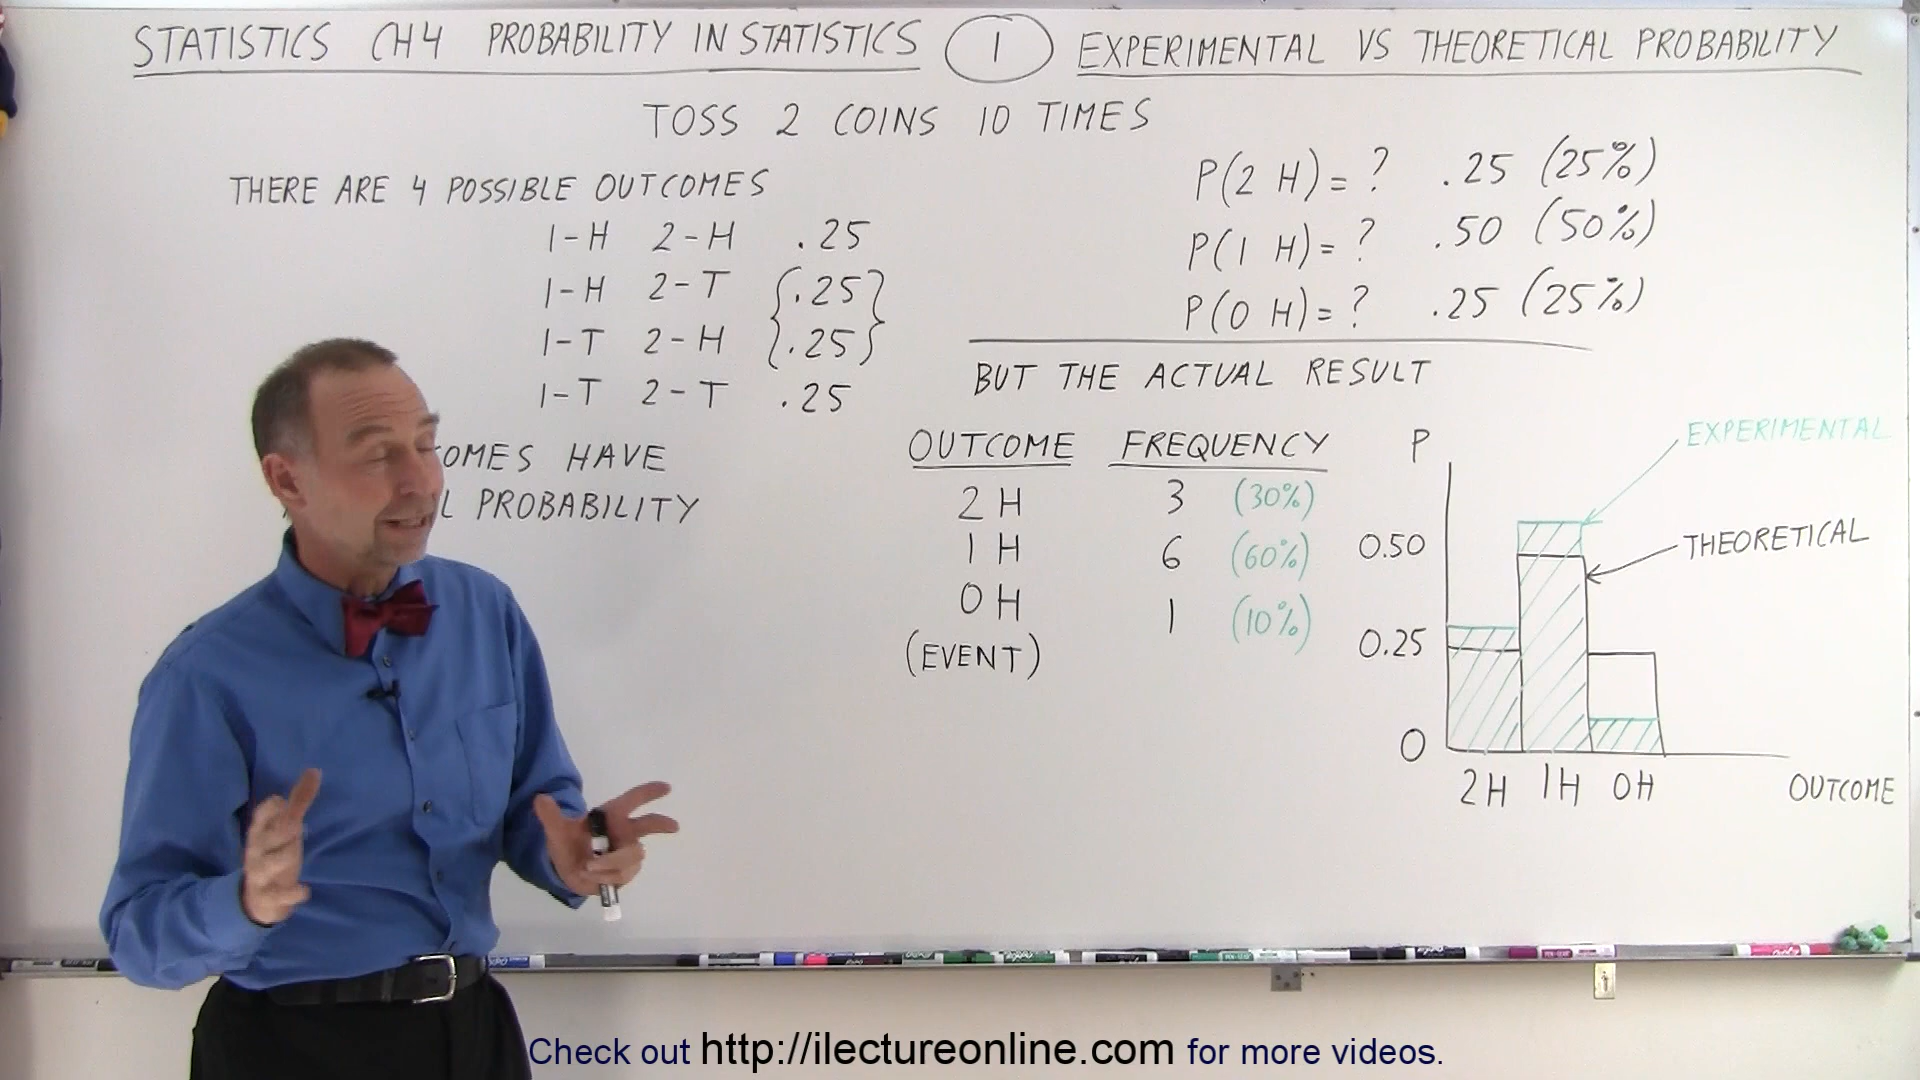 STATISTICS CH4 PROBABILITY IN STATISTICS 1 EXPERIMENTAL VS THEORETICAL PROBABILITY
TOSS 2 COINS 10 TIMES
THERE ARE 4 POSSIBLE OUTCOMES
1-H 2-H .25
1-H 2-T {.25}
1-T 2-H {.25}
1-T 2-T .25
OMES HAVE
L PROBABILITY
P(2 H)= ? .25 (25%)
P(1 H)= ? .50 (50%)
P(0 H)= ? .25 (25%)
BUT THE ACTUAL RESULT
OUTCOME FREQUENCY
2 H 3 (30%)
1 H 6 (60%)
0 H 1 (10%)
(EVENT)
P
EXPERIMENTAL
THEORETICAL
0.50
0.25
0
2H 1H 0H OUTCOME
Check out http://ilectureonline.com for more videos.